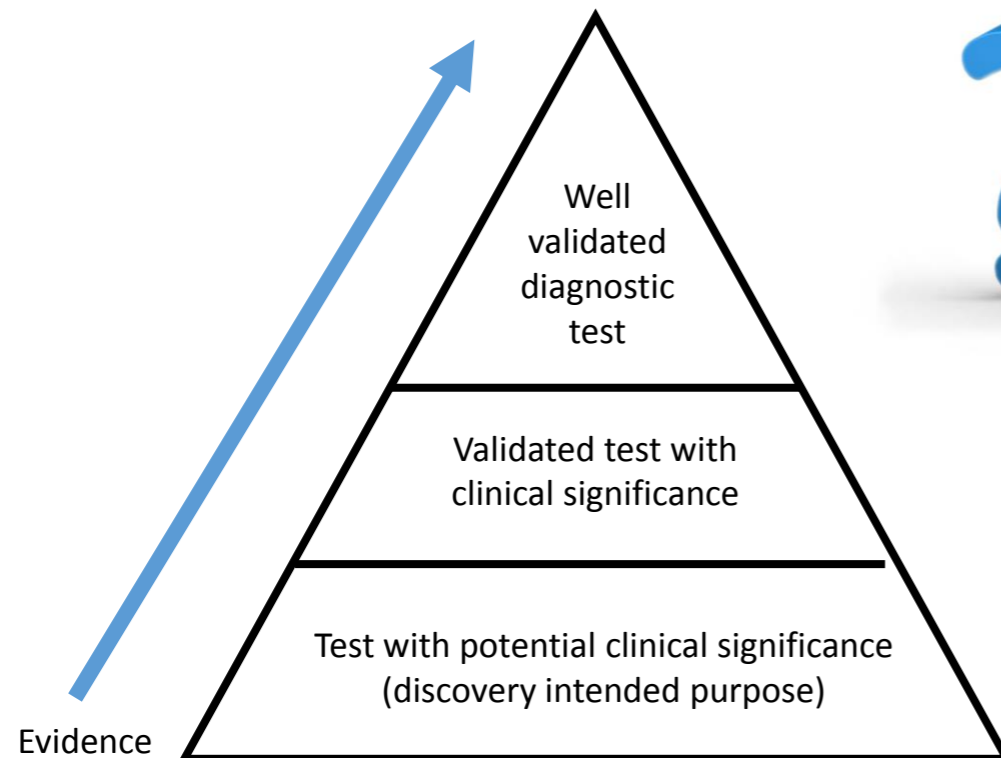 Well
validated
diagnostic
test
Validated test with
clinical significance
Test with potential clinical significance
(discovery intended purpose)
Evidence